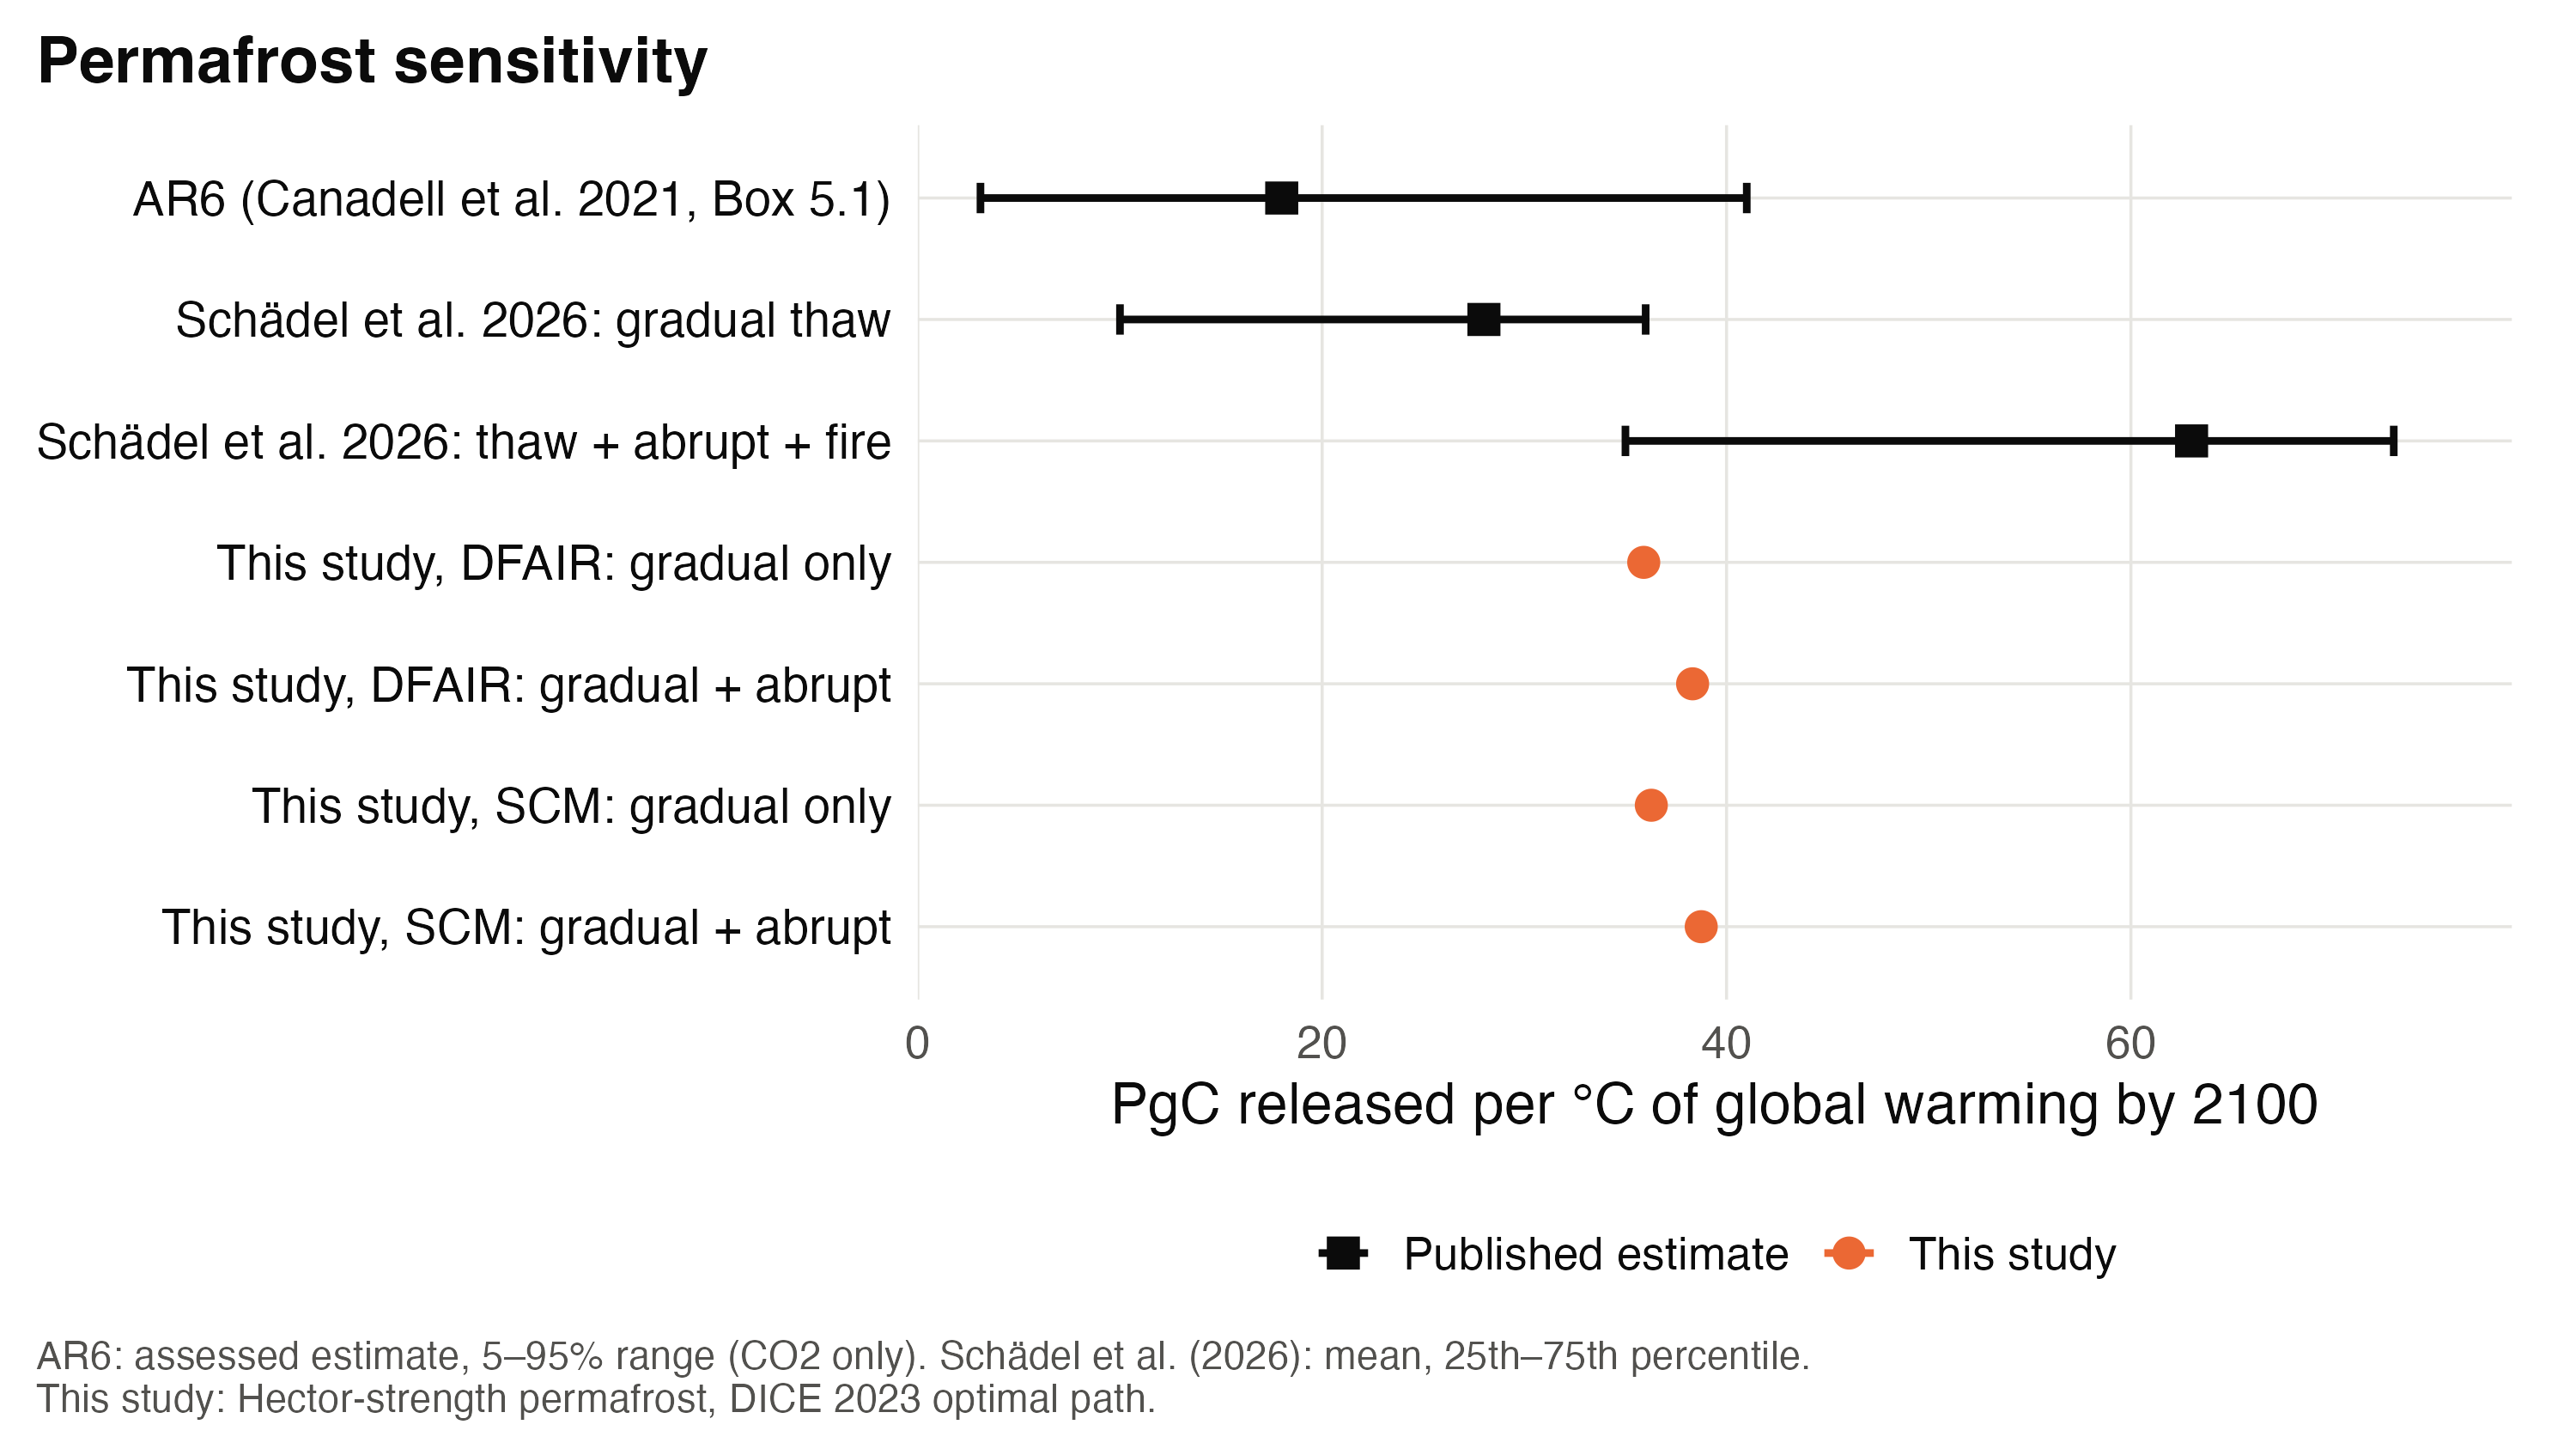 Permafrost sensitivity
AR6 (Canadell et al. 2021, Box 5.1)
Schädel et al. 2026: gradual thaw
Schädel et al. 2026: thaw + abrupt + fire
This study, DFAIR: gradual only
This study, DFAIR: gradual + abrupt
This study, SCM: gradual only
This study, SCM: gradual + abrupt
0 20 40 60
PgC released per °C of global warming by 2100
Published estimate This study
AR6: assessed estimate, 5–95% range (CO2 only). Schädel et al. (2026): mean, 25th–75th percentile.
This study: Hector-strength permafrost, DICE 2023 optimal path.